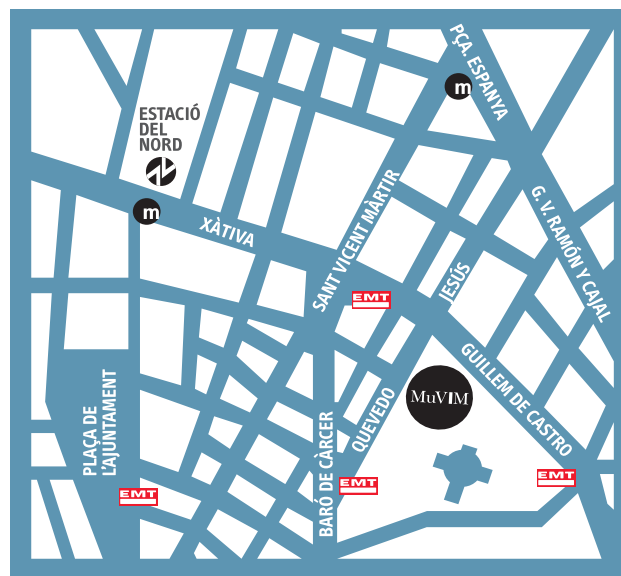 PÇA. ESPANYA
m
ESTACIÓ
DEL
NORD
m
XÀTIVA
SANT VICENT MÀRTIR
G. V. RAMÓN Y CAJAL
JESÚS
EMT
GUILLEM DE CASTRO
MuVIM
QUEVEDO
PLAÇA DE
L'AJUNTAMENT
BARÓ DE CÀRCER
EMT
EMT
EMT